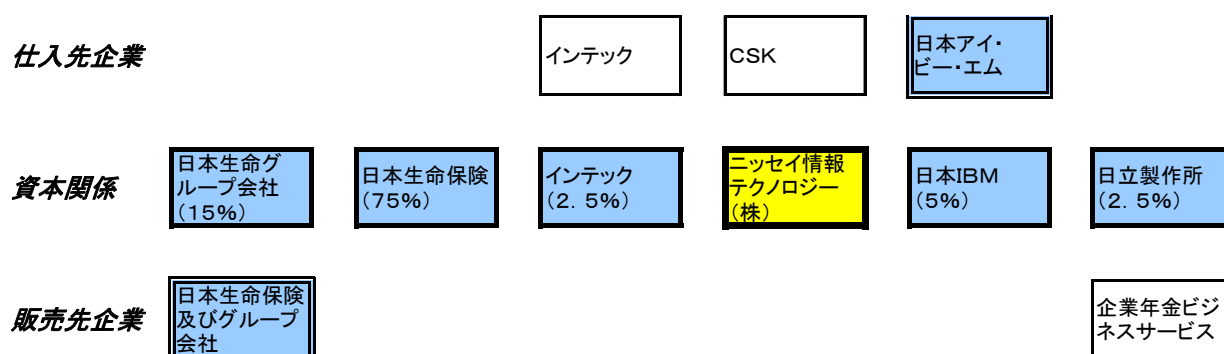 仕入先企業
インテック
CSK
日本アイ・
ビー・エム
資本関係
日本生命グ
ループ会社
(15%)
日本生命保険
(75%)
インテック
(2．5%)
ニッセイ情報
テクノロジー
(株)
日本IBM
(5%)
日立製作所
(2．5%)
販売先企業
日本生命保険
及びグループ
会社
企業年金ビジ
ネスサービス